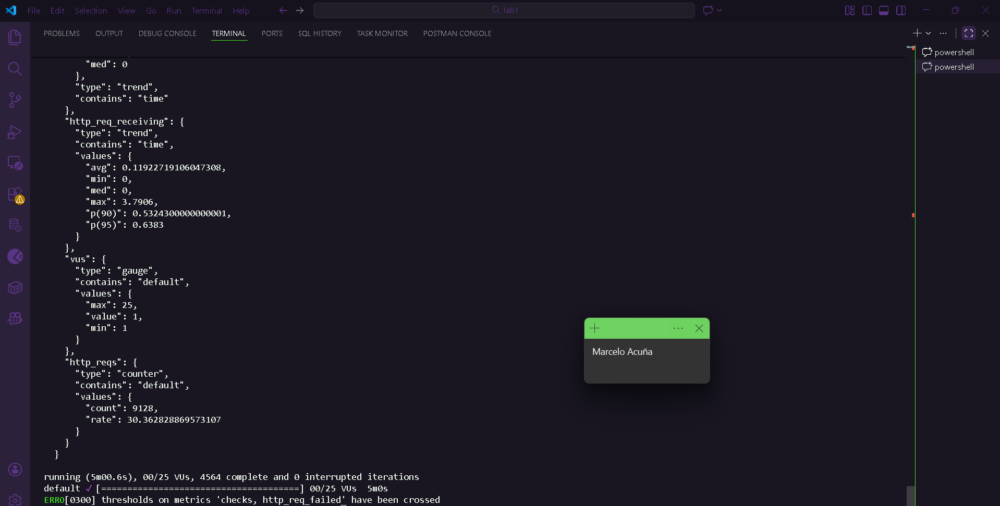 File Edit Selection View Go Run Terminal Help
lab1
PROBLEMS OUTPUT DEBUG CONSOLE TERMINAL PORTS SQL HISTORY TASK MONITOR POSTMAN CONSOLE
powershell
powershell
"med": 0
},
"type": "trend",
"contains": "time"
},
"http_req_receiving": {
"type": "trend",
"contains": "time",
"values": {
"avg": 0.11922719106047308,
"min": 0,
"med": 0,
"max": 3.7906,
"p(90)": 0.5324300000000001,
"p(95)": 0.6383
}
},
"vus": {
"type": "gauge",
"contains": "default",
"values": {
"max": 25,
"value": 1,
"min": 1
}
},
"http_reqs": {
"type": "counter",
"contains": "default",
"values": {
"count": 9128,
"rate": 30.362828869573107
}
}
}
Marcelo Acuña
running (5m00.6s), 00/25 VUs, 4564 complete and 0 interrupted iterations
default ✓ [======================================] 00/25 VUs  5m0s
ERRO[0300] thresholds on metrics 'checks, http_req_failed' have been crossed